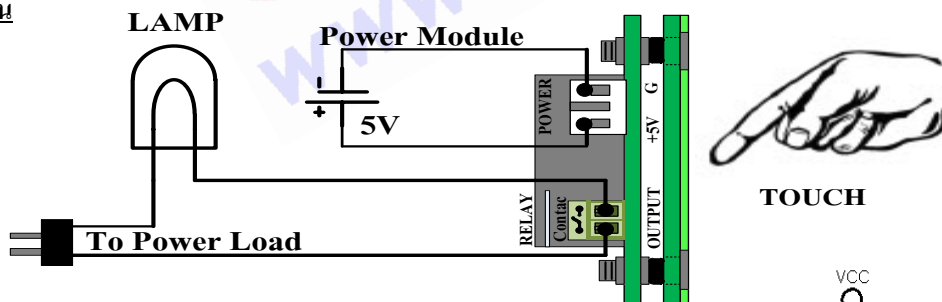 LAMP
Power Module
-
+
5V
POWER
G
+5V
RELAY
Contac
OUTPUT
To Power Load
TOUCH
VCC